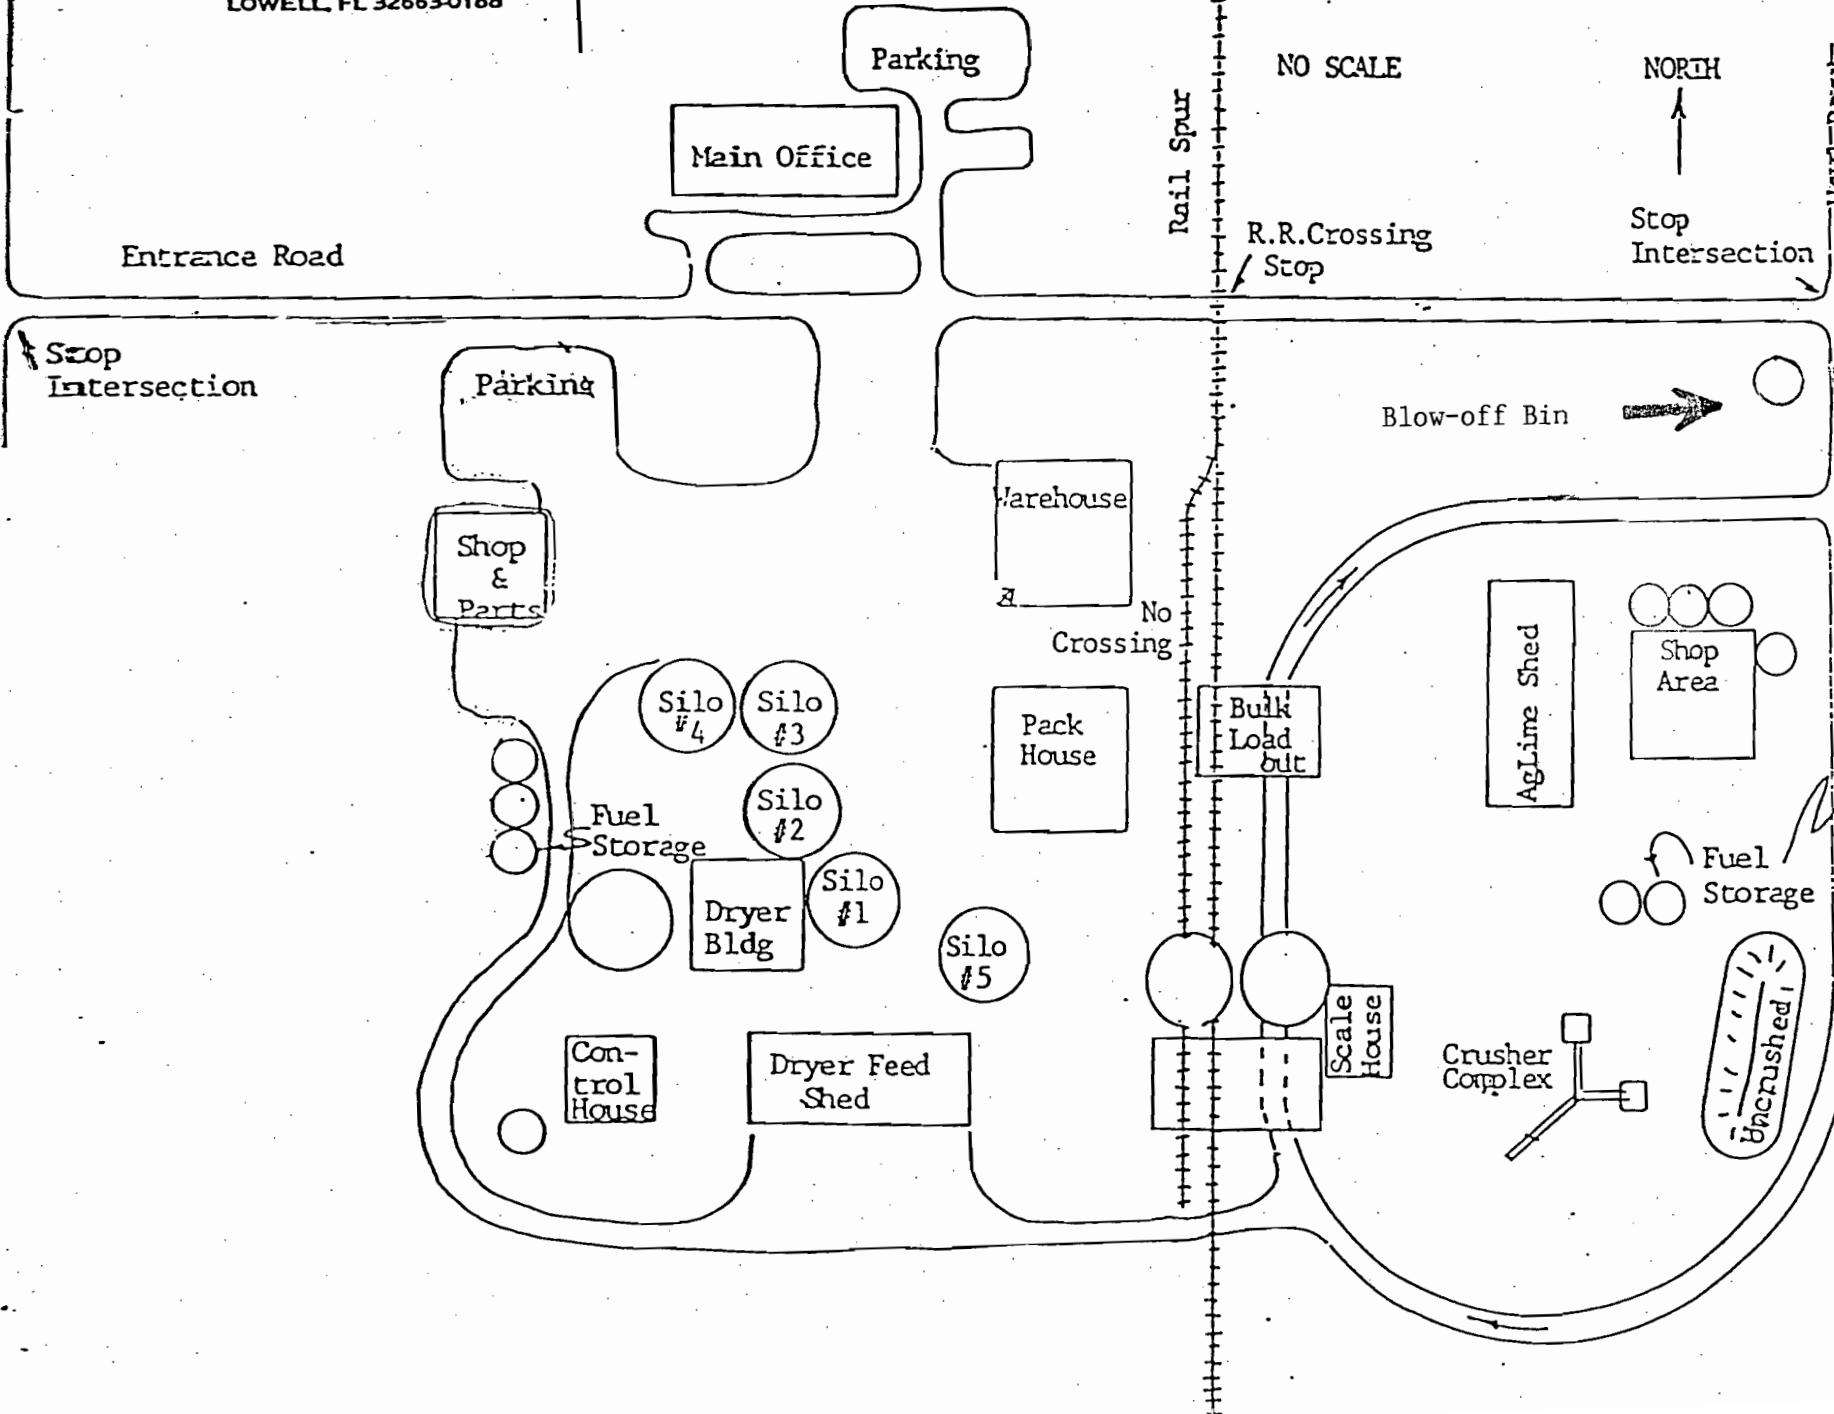 LOWELL, FL 32663-0188
Parking
NO SCALE
NORTH
Main Office
Rail Spur
Entrance Road
R.R.Crossing
Stop
Stop
Intersection
Stop
Intersection
Parking
Blow-off Bin
Warehouse
Shop
&
Parts
No
Crossing
Silo
#4
Silo
#3
Silo
#2
Silo
#1
Silo
#5
Fuel
Storage
Dryer
Bldg
Pack
House
Bulk
Load
out
AgLime Shed
Shop
Area
Fuel
Storage
Con-
trol
House
Dryer Feed
Shed
Scale
House
Crusher
Complex
Uncrushed